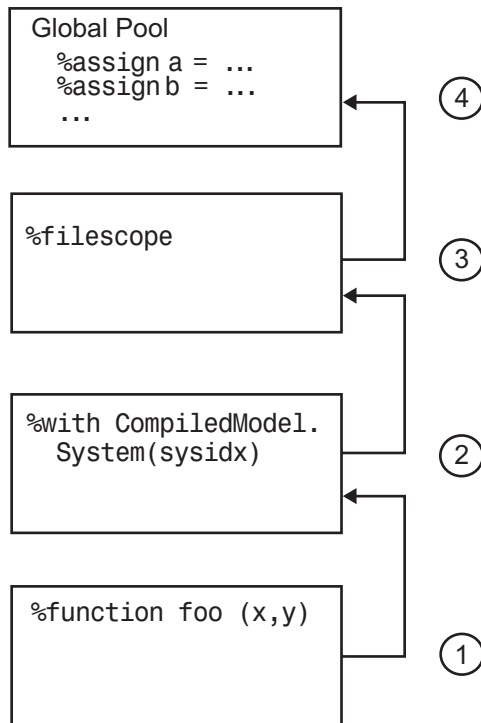 Global Pool
%assign a = ...
%assign b = ...
...
4
%filescope
3
%with CompiledModel.
System(sysidx)
2
%function foo (x,y)
1